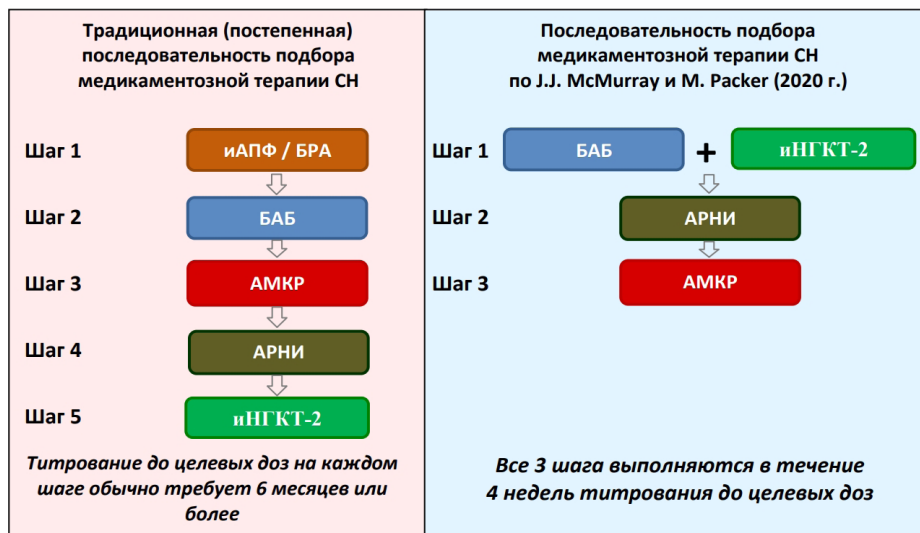 Традиционная (постепенная)
последовательность подбора
медикаментозной терапии СН
Шаг 1
иАПФ / БРА
Шаг 2
БАБ
Шаг 3
АМКР
Шаг 4
АРНИ
Шаг 5
иНГКТ-2
Титрование до целевых доз на каждом
шаге обычно требует 6 месяцев или
более
Последовательность подбора
медикаментозной терапии СН
по J.J. McMurray и M. Packer (2020 г.)
Шаг 1
БАБ + иНГКТ-2
Шаг 2
АРНИ
Шаг 3
АМКР
Все 3 шага выполняются в течение
4 недель титрования до целевых доз